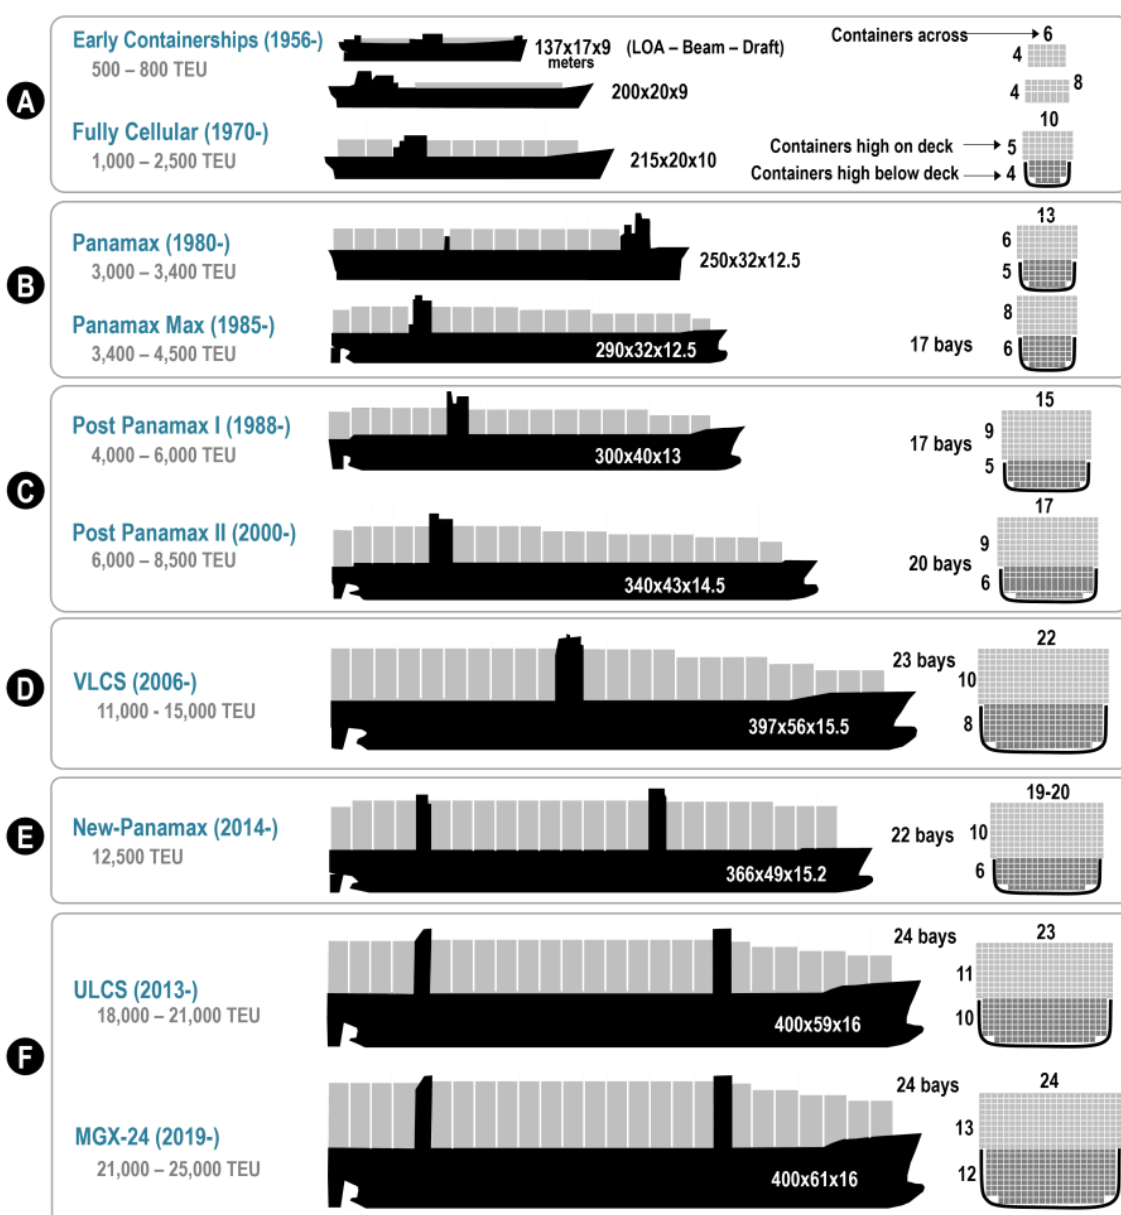 A
Early Containerships (1956-)
500 – 800 TEU
137x17x9 (LOA – Beam – Draft)
meters
Containers across 6
4
200x20x9
4 8
Fully Cellular (1970-)
1,000 – 2,500 TEU
215x20x10
10
Containers high on deck 5
Containers high below deck 4
B
Panamax (1980-)
3,000 – 3,400 TEU
250x32x12.5
13
6
5
Panamax Max (1985-)
3,400 – 4,500 TEU
290x32x12.5
17 bays
8
6
C
Post Panamax I (1988-)
4,000 – 6,000 TEU
300x40x13
17 bays
15
9
5
Post Panamax II (2000-)
6,000 – 8,500 TEU
340x43x14.5
20 bays
17
9
6
D
VLCS (2006-)
11,000 - 15,000 TEU
397x56x15.5
23 bays
22
10
8
E
New-Panamax (2014-)
12,500 TEU
366x49x15.2
22 bays
19-20
10
6
F
ULCS (2013-)
18,000 – 21,000 TEU
400x59x16
24 bays
23
11
10
MGX-24 (2019-)
21,000 – 25,000 TEU
400x61x16
24 bays
24
13
12